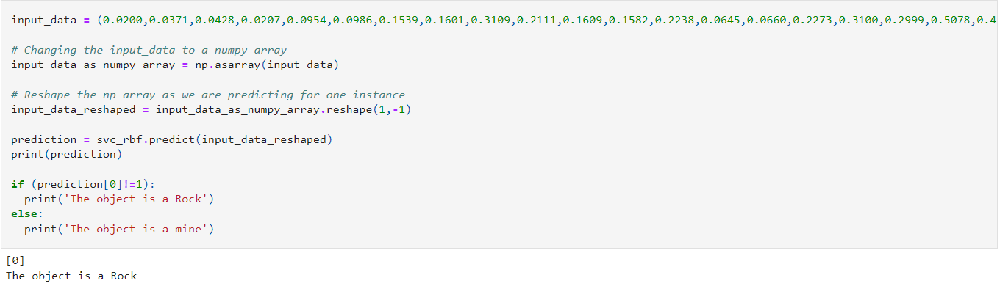 input_data = (0.0200,0.0371,0.0428,0.0207,0.0954,0.0986,0.1539,0.1601,0.3109,0.2111,0.1609,0.1582,0.2238,0.0645,0.0660,0.2273,0.3100,0.2999,0.5078,0.4
# Changing the input_data to a numpy array
input_data_as_numpy_array = np.asarray(input_data)
# Reshape the np array as we are predicting for one instance
input_data_reshaped = input_data_as_numpy_array.reshape(1,-1)
prediction = svc_rbf.predict(input_data_reshaped)
print(prediction)
if (prediction[0]!=1):
  print('The object is a Rock')
else:
  print('The object is a mine')
[0]
The object is a Rock